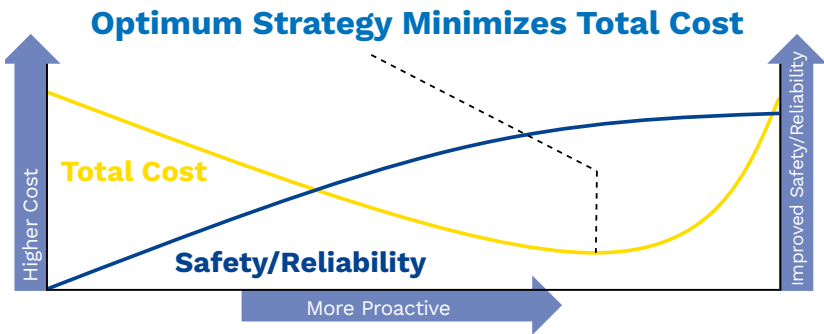 Optimum Strategy Minimizes Total Cost
Higher Cost
Total Cost
Safety/Reliability
More Proactive
Improved Safety/Reliability